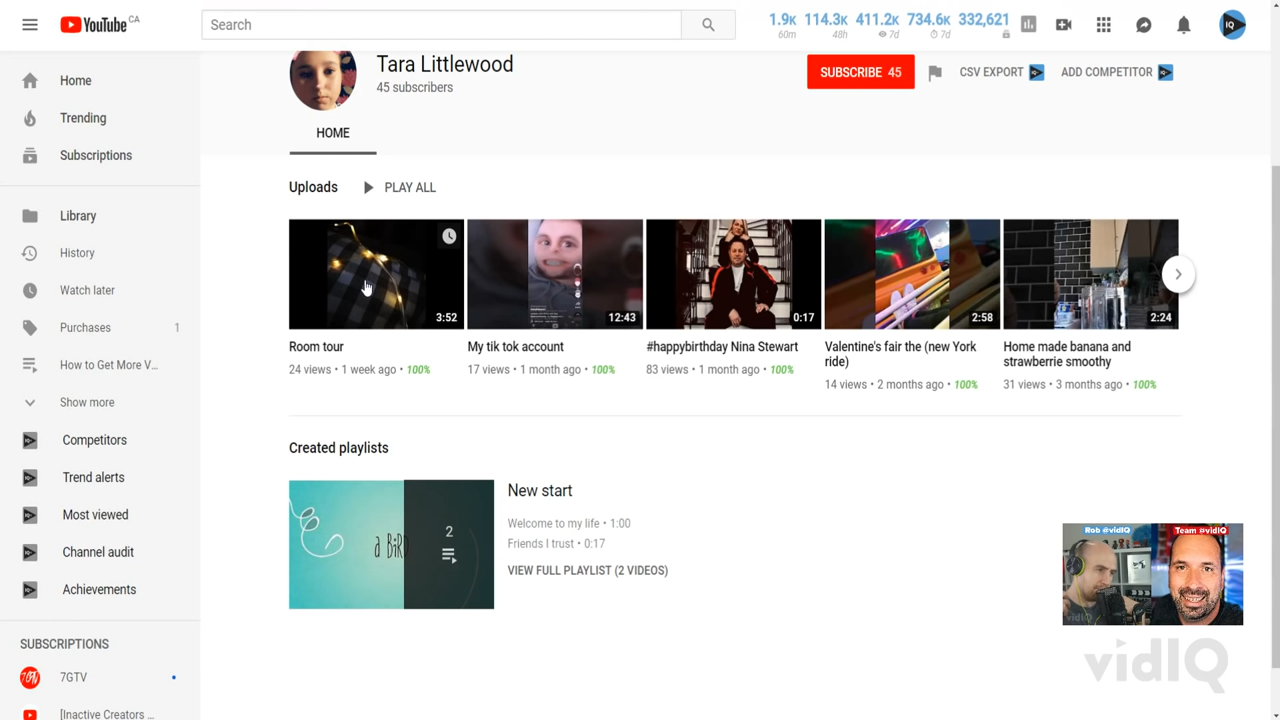 YouTube CA
Search
1.9K 114.3K 411.2K 734.6K 332,621
60m 48h 7d 7d
IQ
Tara Littlewood
45 subscribers
SUBSCRIBE 45
CSV EXPORT
ADD COMPETITOR
HOME
Home
Trending
Subscriptions
Library
History
Watch later
Purchases 1
How to Get More V...
Show more
Competitors
Trend alerts
Most viewed
Channel audit
Achievements
SUBSCRIPTIONS
7GTV
[Inactive Creators ...
Uploads
PLAY ALL
3:52
12:43
0:17
2:58
2:24
Room tour
24 views • 1 week ago • 100%
My tik tok account
17 views • 1 month ago • 100%
#happybirthday Nina Stewart
83 views • 1 month ago • 100%
Valentine's fair the (new York
ride)
14 views • 2 months ago • 100%
Home made banana and
strawberrie smoothy
31 views • 3 months ago • 100%
Created playlists
a BiRD
2
New start
Welcome to my life • 1:00
Friends I trust • 0:17
VIEW FULL PLAYLIST (2 VIDEOS)
Rob @vidIQ
Team @vidIQ
vidIQ
vidIQ